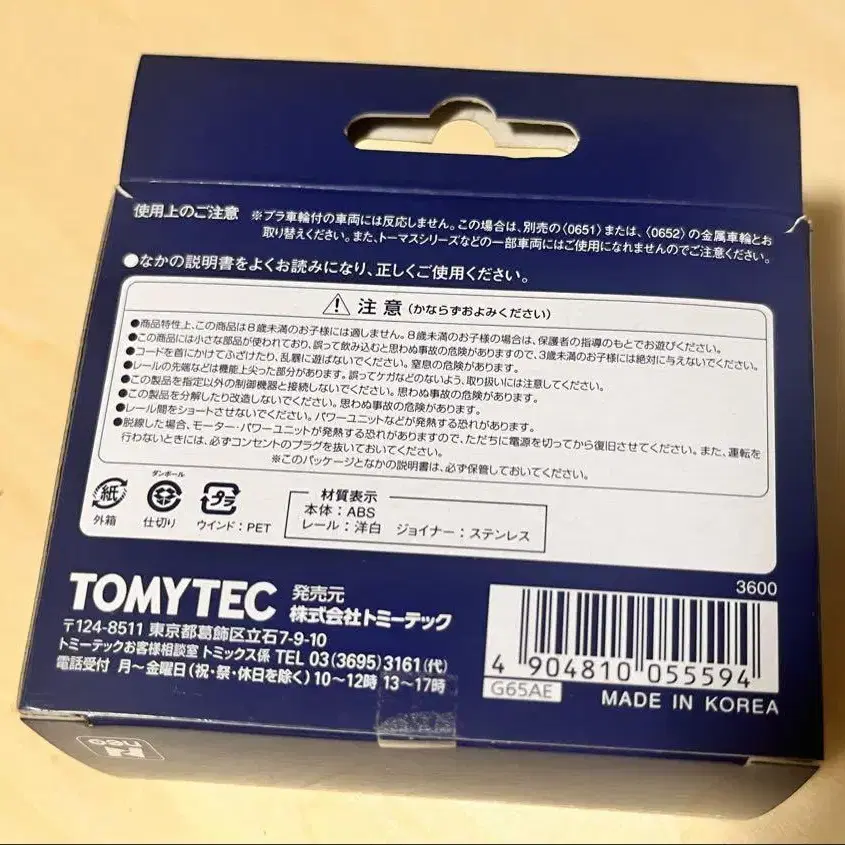 使用上のご注意 ※プラ車輪付の車両には反応しません。この場合は、別売の〈0651〉または、〈0652〉の金属車輪とお
取り替えください。また、トーマスシリーズなどの一部車両にはご使用になれませんのでご注意ください。
●なかの説明書をよくお読みになり、正しくご使用ください。
注意（かならずおよみください）
●商品特性上、この商品は8歳未満のお子様には適しません。8歳未満のお子様の場合は、保護者の指導のもとでお遊びください。
●この商品には小さな部品が使われており、誤って飲み込むと思わぬ事故の危険がありますので、3歳未満のお子様には絶対に与えないでください。
●コードを首にかけてふざけたり、乱暴に遊ばないでください。窒息の危険があります。
●レールの先端などは機能上尖った部分があります。誤ってケガなどのないよう、取り扱いには注意してください。
●この製品を指定以外の制御機器と接続しないでください。思わぬ事故の危険があります。
●この製品を分解したり改造しないでください。思わぬ事故の危険があります。
●レール間をショートさせないでください。パワーユニットなどが発熱する恐れがあります。
●脱線した場合、モーター・パワーユニットが発熱する恐れがありますので、ただちに電源を切ってから復旧させてください。また、運転を
行わないときには、必ずコンセントのプラグを抜いておいてください。
※このパッケージとなかの説明書は、必ず保管しておいてください。
紙
外箱
ダンボール
仕切り
プラ
ウインド：PET
材質表示
本体：ABS
レール：洋白 ジョイナー：ステンレス
3600
TOMYTEC 発売元
株式会社トミーテック
〒124-8511 東京都葛飾区立石7-9-10
トミーテックお客様相談室 トミックス係 TEL 03(3695)3161(代)
電話受付 月～金曜日(祝・祭・休日を除く)10～12時 13～17時
4 904810 055594
G65AE
MADE IN KOREA